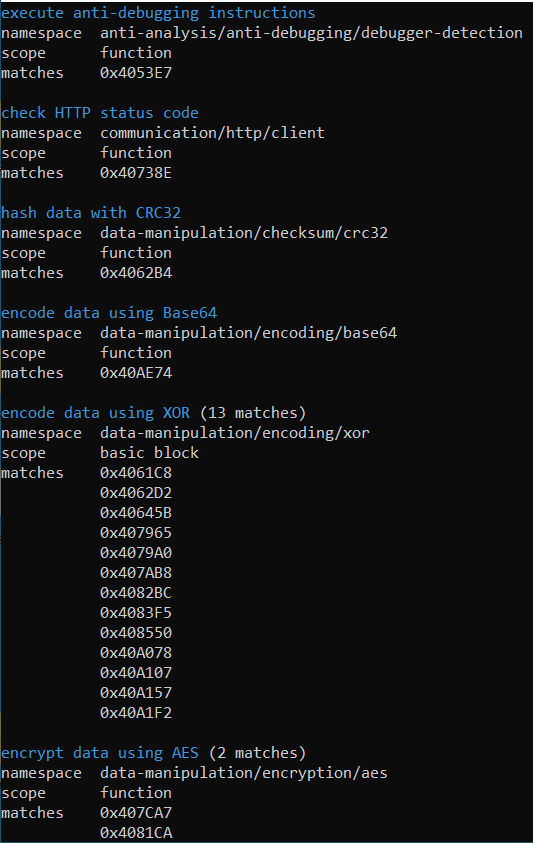 execute anti-debugging instructions
namespace  anti-analysis/anti-debugging/debugger-detection
scope      function
matches    0x4053E7

check HTTP status code
namespace  communication/http/client
scope      function
matches    0x40738E

hash data with CRC32
namespace  data-manipulation/checksum/crc32
scope      function
matches    0x4062B4

encode data using Base64
namespace  data-manipulation/encoding/base64
scope      function
matches    0x40AE74

encode data using XOR (13 matches)
namespace  data-manipulation/encoding/xor
scope      basic block
matches    0x4061C8
           0x4062D2
           0x40645B
           0x407965
           0x4079A0
           0x407AB8
           0x4082BC
           0x4083F5
           0x408550
           0x40A078
           0x40A107
           0x40A157
           0x40A1F2

encrypt data using AES (2 matches)
namespace  data-manipulation/encryption/aes
scope      function
matches    0x407CA7
           0x4081CA